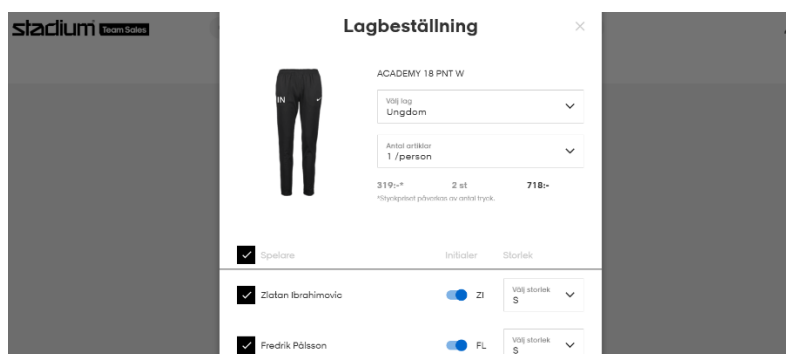 stadium Team Sales
Lagbeställning
ACADEMY 18 PNT W
IN
Välj lag
Ungdom
Antal artiklar
1 /person
319:-* 2 st 718:-
*Styckpriset påverkas av antal tryck.
Spelare Initialer Storlek
Zlatan Ibrahimovic ZI Välj storlek
S
Fredrik Pålsson FL Välj storlek
S